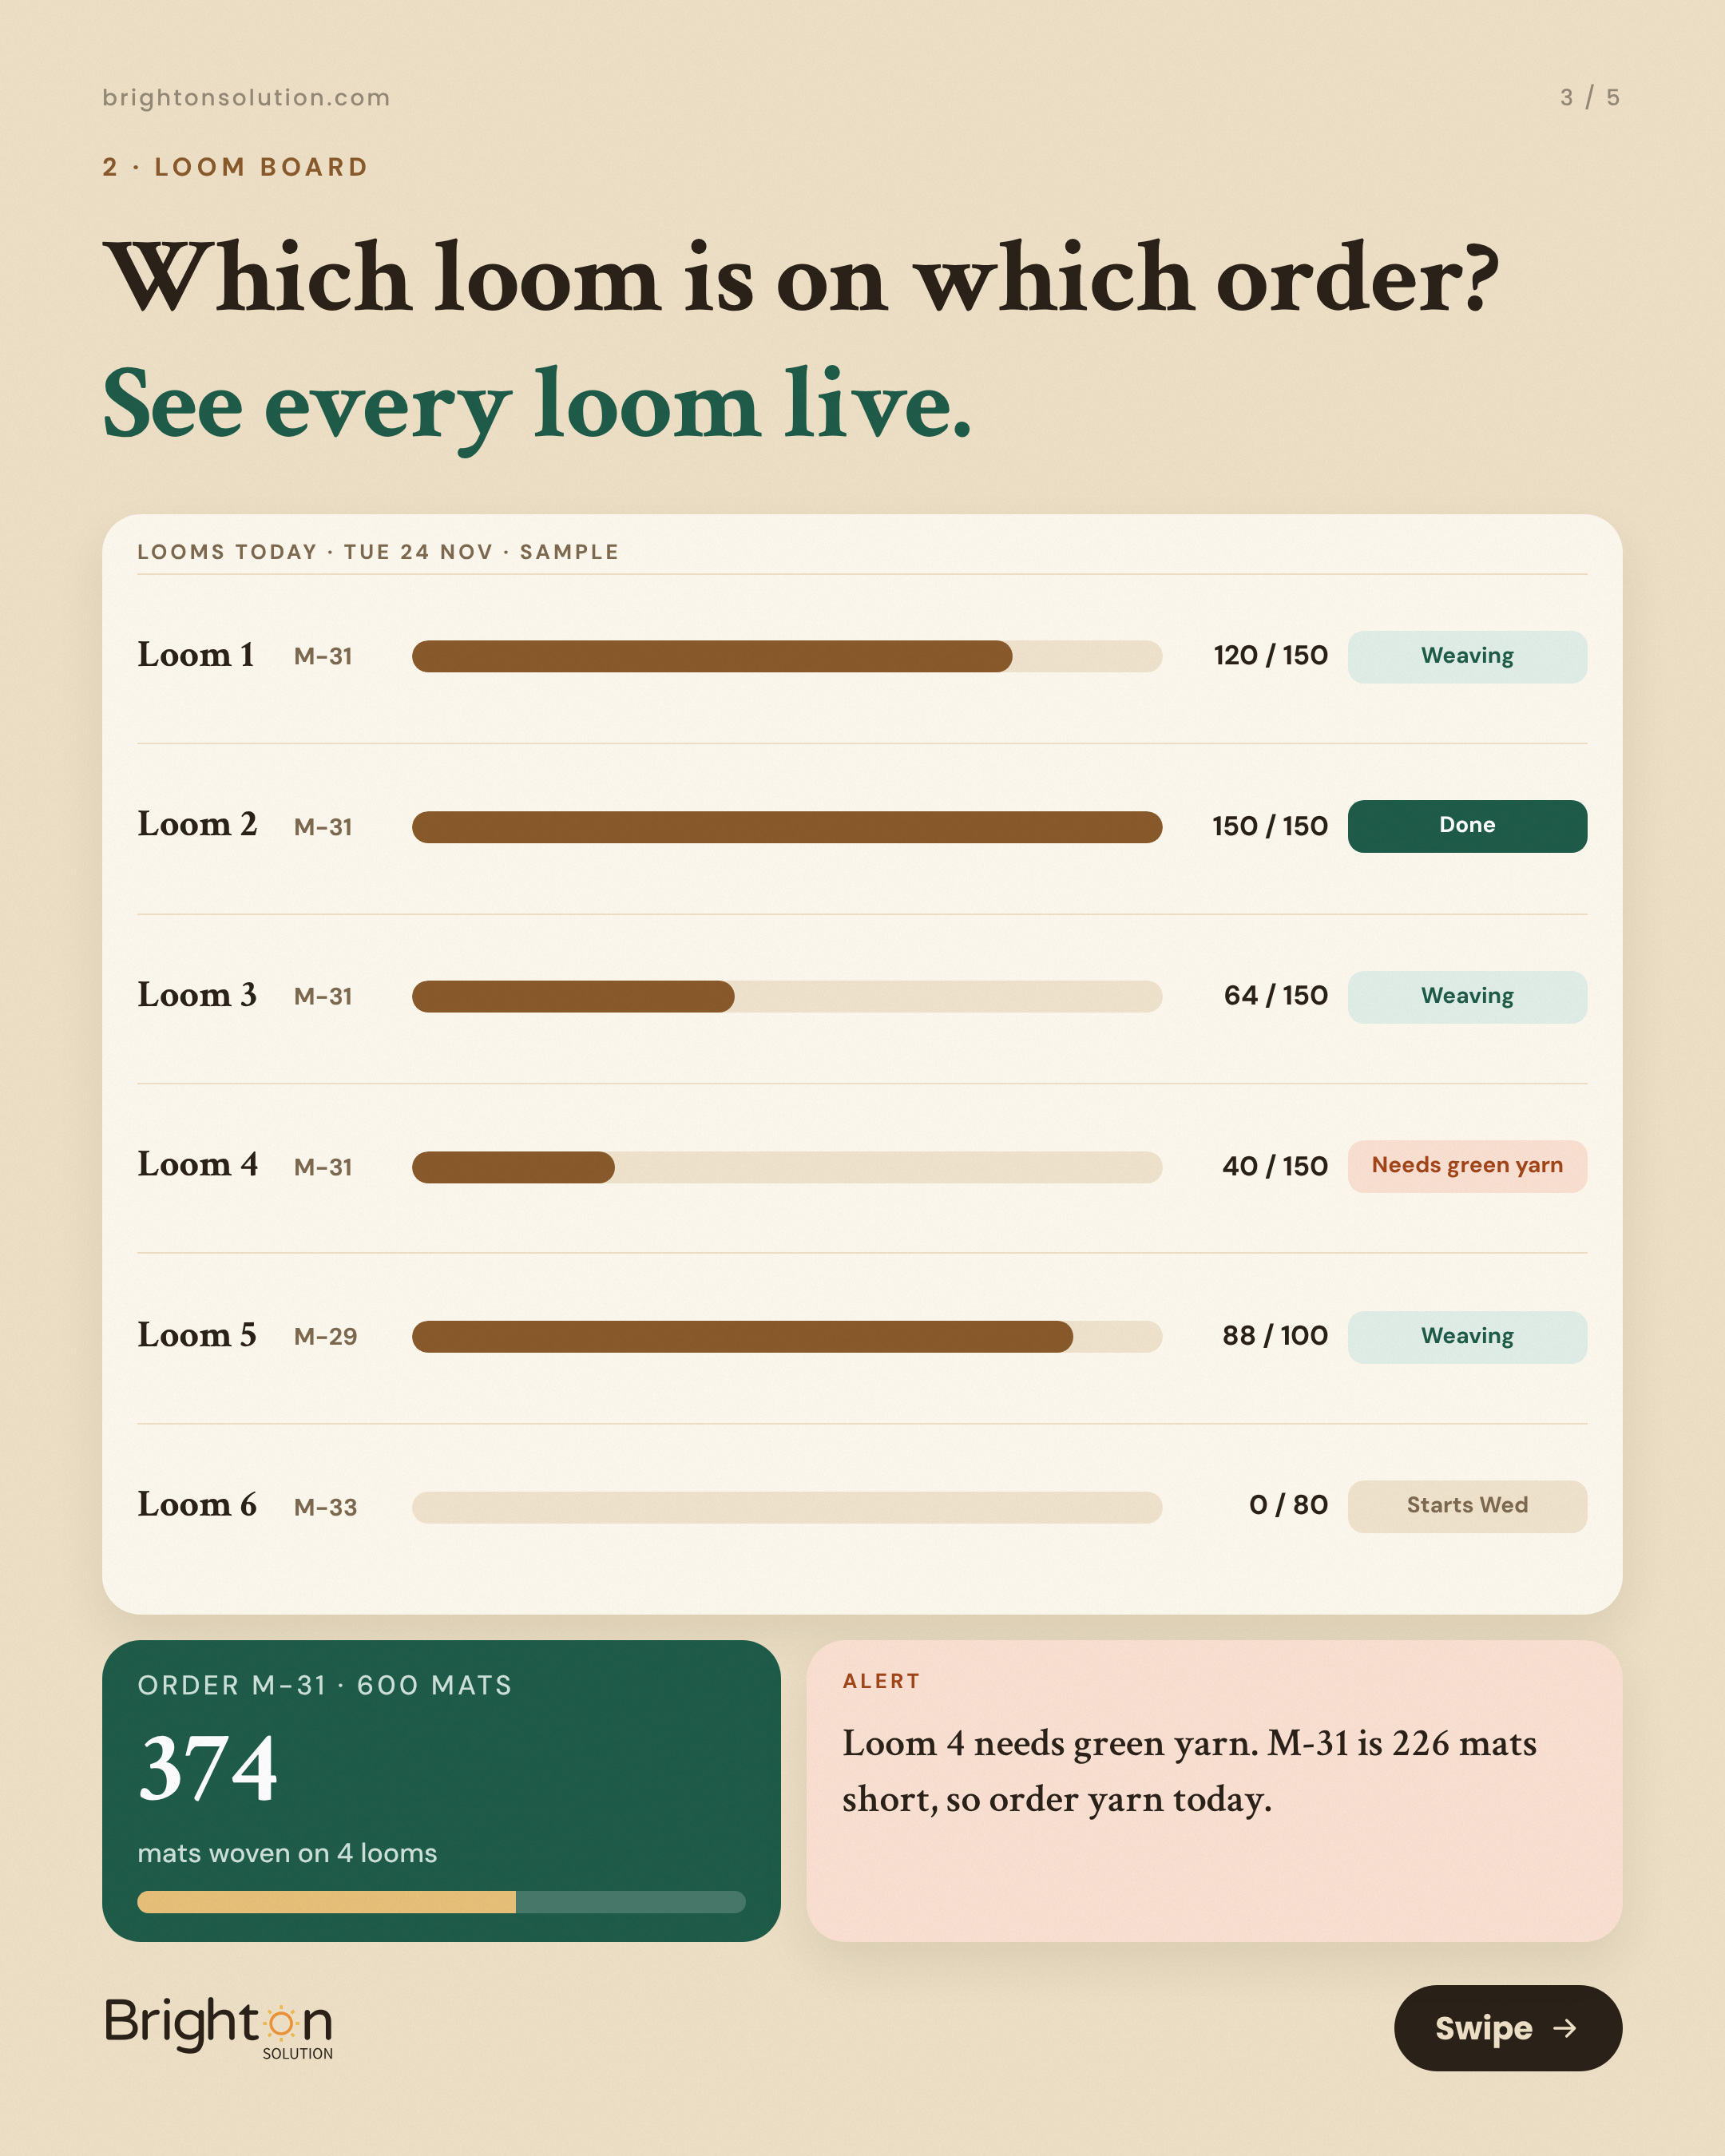 brightonsolution.com
3 / 5
2 · LOOM BOARD
Which loom is on which order?
See every loom live.
LOOMS TODAY · TUE 24 NOV · SAMPLE
Loom 1 M-31 120 / 150 Weaving
Loom 2 M-31 150 / 150 Done
Loom 3 M-31 64 / 150 Weaving
Loom 4 M-31 40 / 150 Needs green yarn
Loom 5 M-29 88 / 100 Weaving
Loom 6 M-33 0 / 80 Starts Wed
ORDER M-31 · 600 MATS
374
mats woven on 4 looms
ALERT
Loom 4 needs green yarn. M-31 is 226 mats
short, so order yarn today.
Brighton
SOLUTION
Swipe →